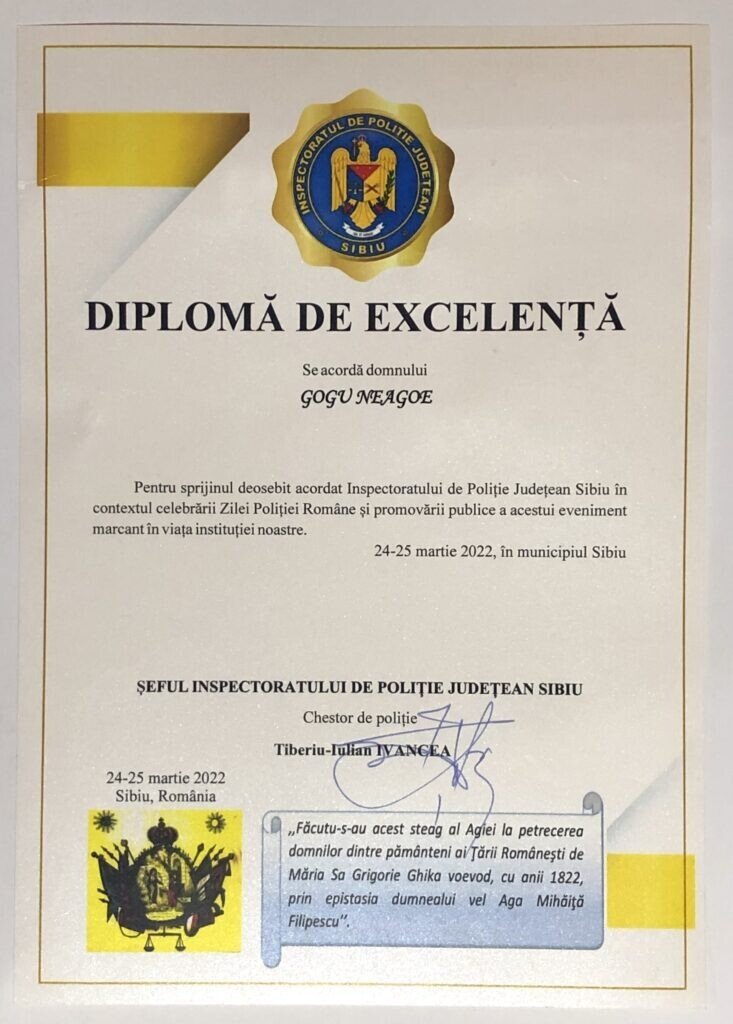 INSPECTORATUL DE POLIȚIE JUDEȚEAN
SIBIU
DIPLOMĂ DE EXCELENȚĂ
Se acordă domnului
GOGU NEAGOE
Pentru sprijinul deosebit acordat Inspectoratului de Poliție Județean Sibiu în
contextul celebrării Zilei Poliției Române și promovării publice a acestui eveniment
marcant în viața instituției noastre.
24-25 martie 2022, în municipiul Sibiu
ȘEFUL INSPECTORATULUI DE POLIȚIE JUDEȚEAN SIBIU
Chestor de poliție
Tiberiu-Iulian IVANCEA
24-25 martie 2022
Sibiu, România
„Făcutu-s-au acest steag al Agiei la petrecerea
domnilor dintre pământeni ai Ţării Româneşti de
Măria Sa Grigorie Ghika voevod, cu anii 1822,
prin epistasia dumnealui vel Aga Mihăiţă
Filipescu”.